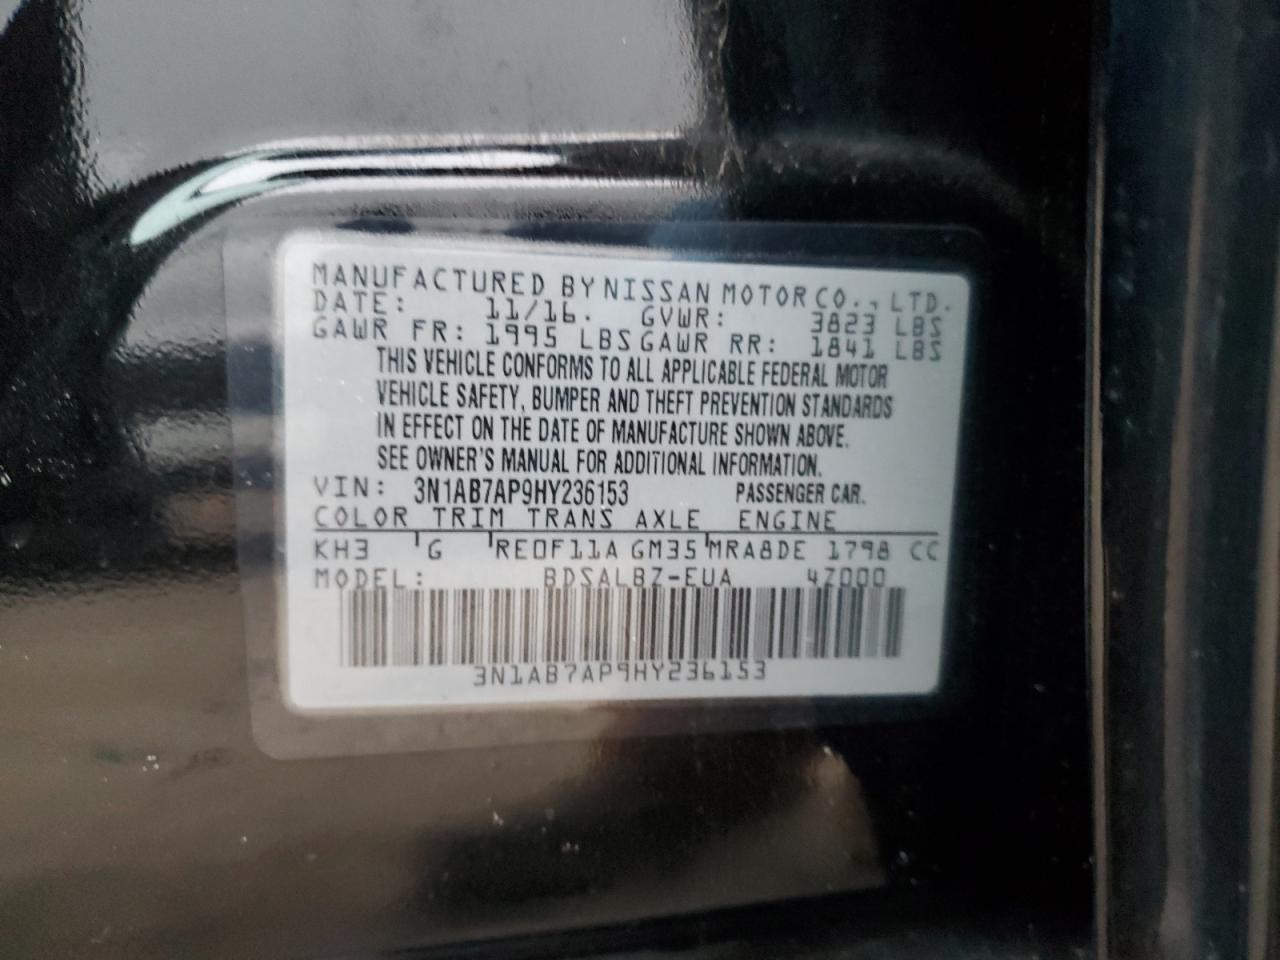 MANUFACTURED BY NISSAN MOTOR CO., LTD.
DATE: 11/16. GVWR: 3823 LBS
GAWR FR: 1995 LBS GAWR RR: 1841 LBS
THIS VEHICLE CONFORMS TO ALL APPLICABLE FEDERAL MOTOR
VEHICLE SAFETY, BUMPER AND THEFT PREVENTION STANDARDS
IN EFFECT ON THE DATE OF MANUFACTURE SHOWN ABOVE.
SEE OWNER'S MANUAL FOR ADDITIONAL INFORMATION.
VIN: 3N1AB7AP9HY236153 PASSENGER CAR.
COLOR TRIM TRANS AXLE ENGINE
KH3 G RE0F11A GM35 MRA8DE 1798 CC
MODEL: BDSALBZ-EUA 4Z000
3N1AB7AP9HY236153